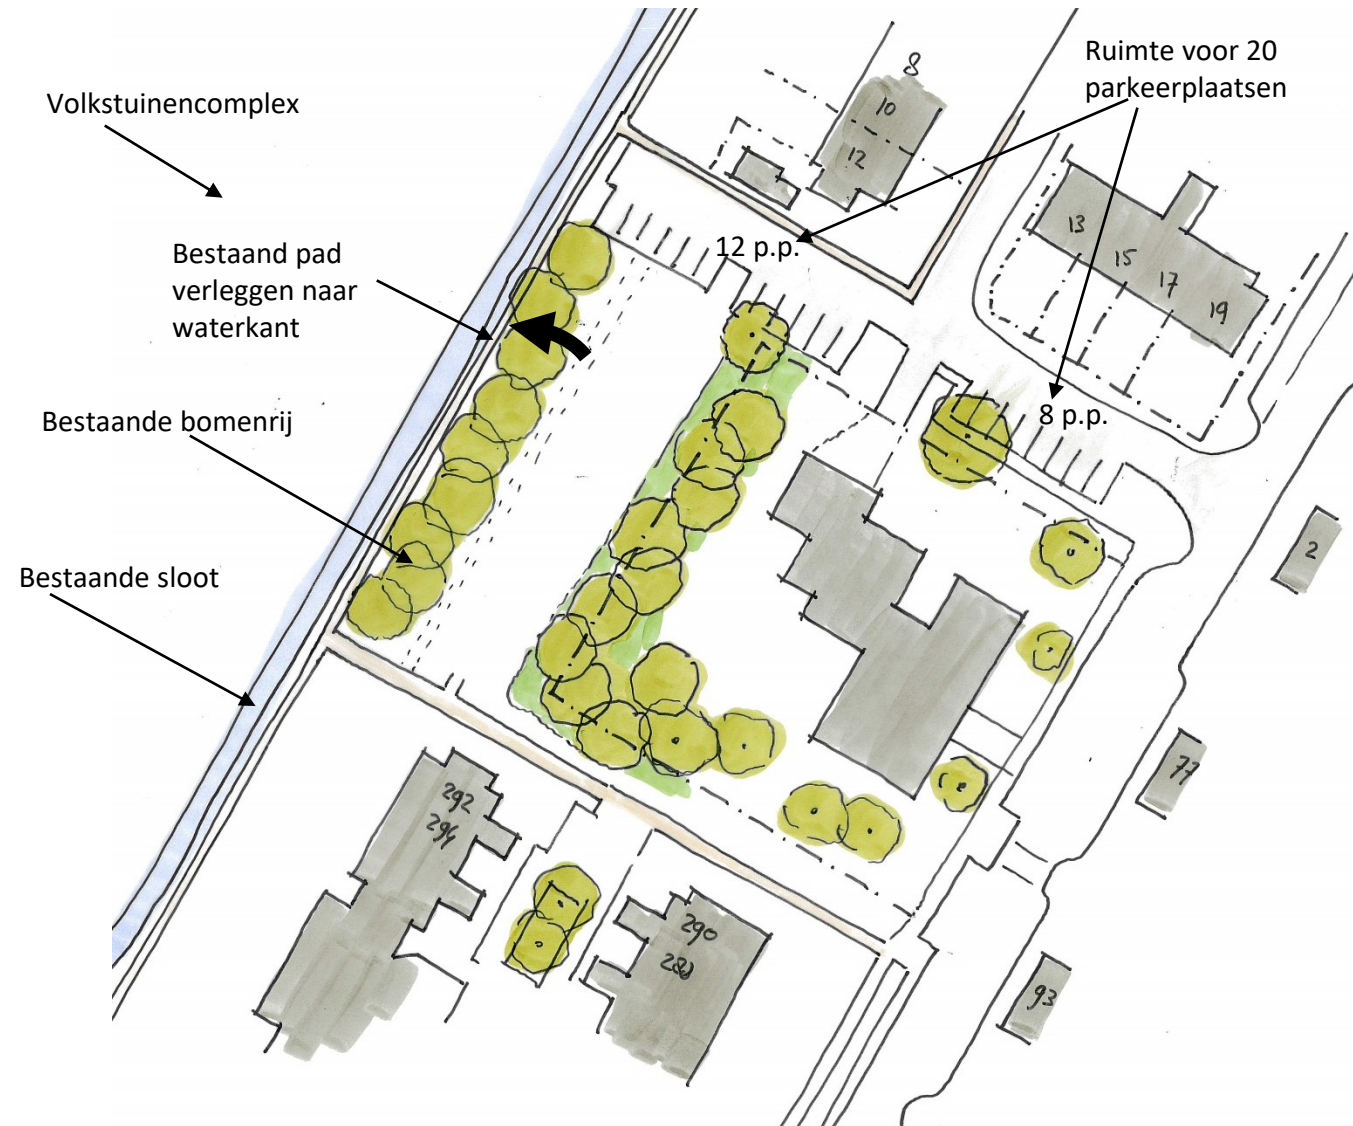 Ruimte voor 20
parkeerplaatsen
Volkstuinencomplex
8
10
12
13
15
17
19
12 p.p.
Bestaand pad
verleggen naar
waterkant
8 p.p.
Bestaande bomenrij
2
Bestaande sloot
77
292
294
290
288
93